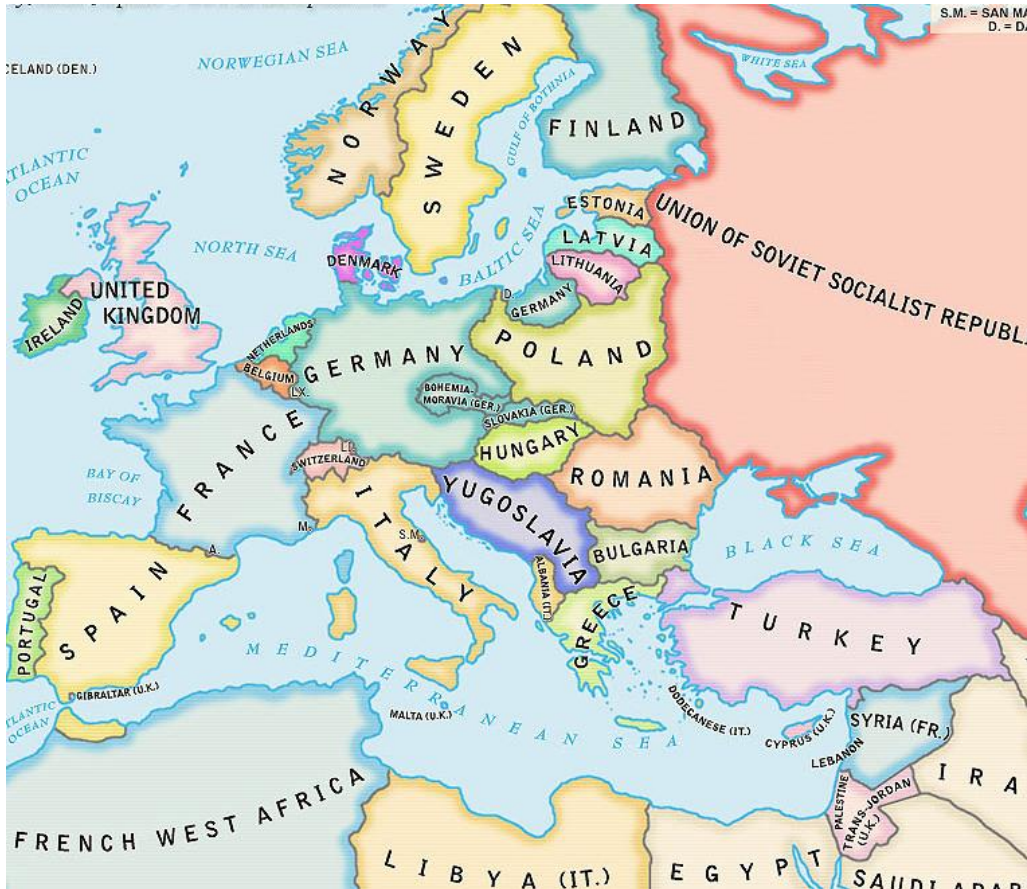 S.M. = SAN MA
D. = DA
NORWEGIAN SEA
CELAND (DEN.)
WHITE SEA
NORWAY
SWEDEN
GULF OF BOTHNIA
FINLAND
ATLANTIC
OCEAN
ESTONIA
UNION OF SOVIET SOCIALIST REPUBL
NORTH SEA
LATVIA
BALTIC SEA
DENMARK
LITHUANIA
UNITED
KINGDOM
D.
GERMANY
IRELAND
NETHERLANDS
GERMANY
POLAND
BELGIUM
LX.
BOHEMIA-
MORAVIA (GER.)
SLOVAKIA (GER.)
FRANCE
HUNGARY
LI.
SWITZERLAND
BAY OF
BISCAY
ITALY
YUGOSLAVIA
ROMANIA
M.
S.M.
A.
BULGARIA
BLACK SEA
ALBANIA (IT.)
PORTUGAL
SPAIN
GREECE
TURKEY
MEDITERRANEAN SEA
GIBRALTAR (U.K.)
ATLANTIC
OCEAN
MALTA (U.K.)
DODECANESE (IT.)
CYPRUS (U.K.)
SYRIA (FR.)
LEBANON
IRA
PALESTINE
TRANS-JORDAN
(U.K.)
FRENCH WEST AFRICA
LIBYA (IT.)
EGYPT
SAUDI ARAB